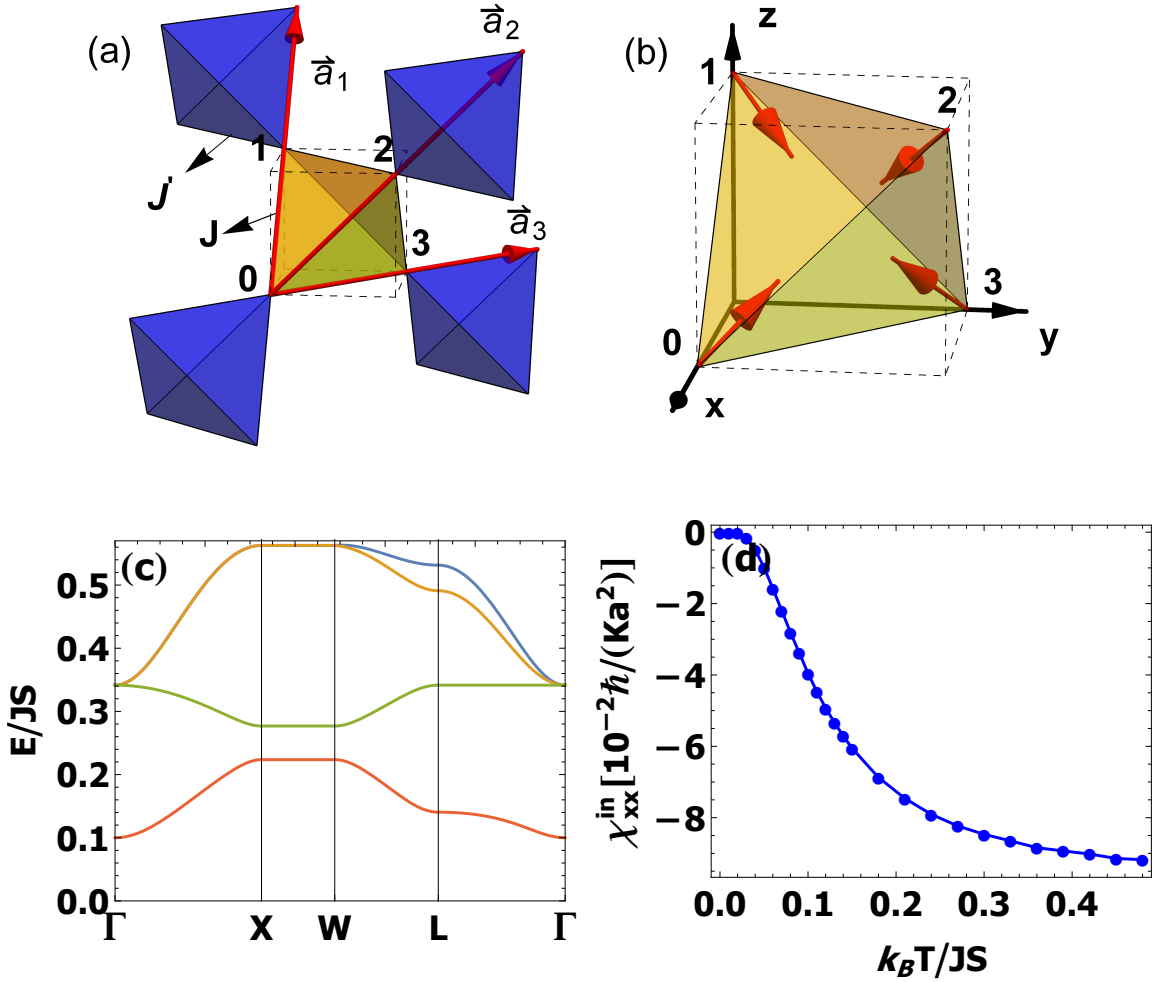 (a)
a⃗₁
a⃗₂
1
2
J'
J
a⃗₃
3
0
(b)
z
1
2
3
0
y
x
(c)
0.5
0.4
0.3
0.2
0.1
0.0
E/JS
Γ X W L Γ
(d)
0
−2
−4
−6
−8
χⁱⁿₓₓ[10⁻²ℏ/(Ka²)]
0.0 0.1 0.2 0.3 0.4
k_BT/JS